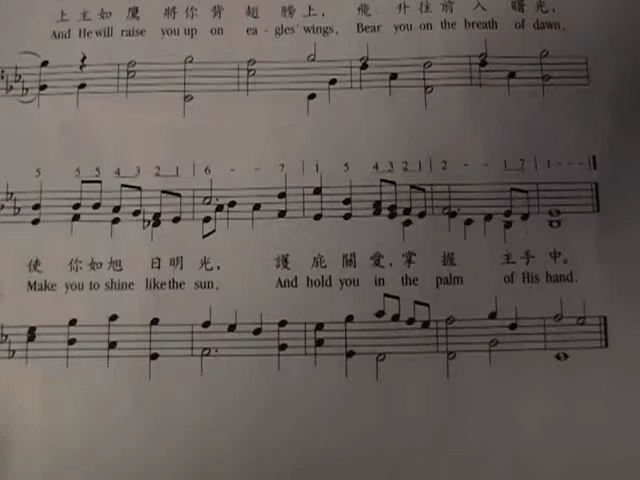 上主如鷹 將你背 翅 膀上, 飛 升往前 入 曙光,
And He will raise you up on ea - gles' wings, Bear you on the breath of dawn,
5 5 5 4 3 2 1 | 6 - - 7 | i 5 4 3 2 1 | 2 - - 1 7 | 1 - - - ||
使 你如旭 日明光, 護庇關愛,掌 握 主手中。
Make you to shine like the sun, And hold you in the palm of His hand.